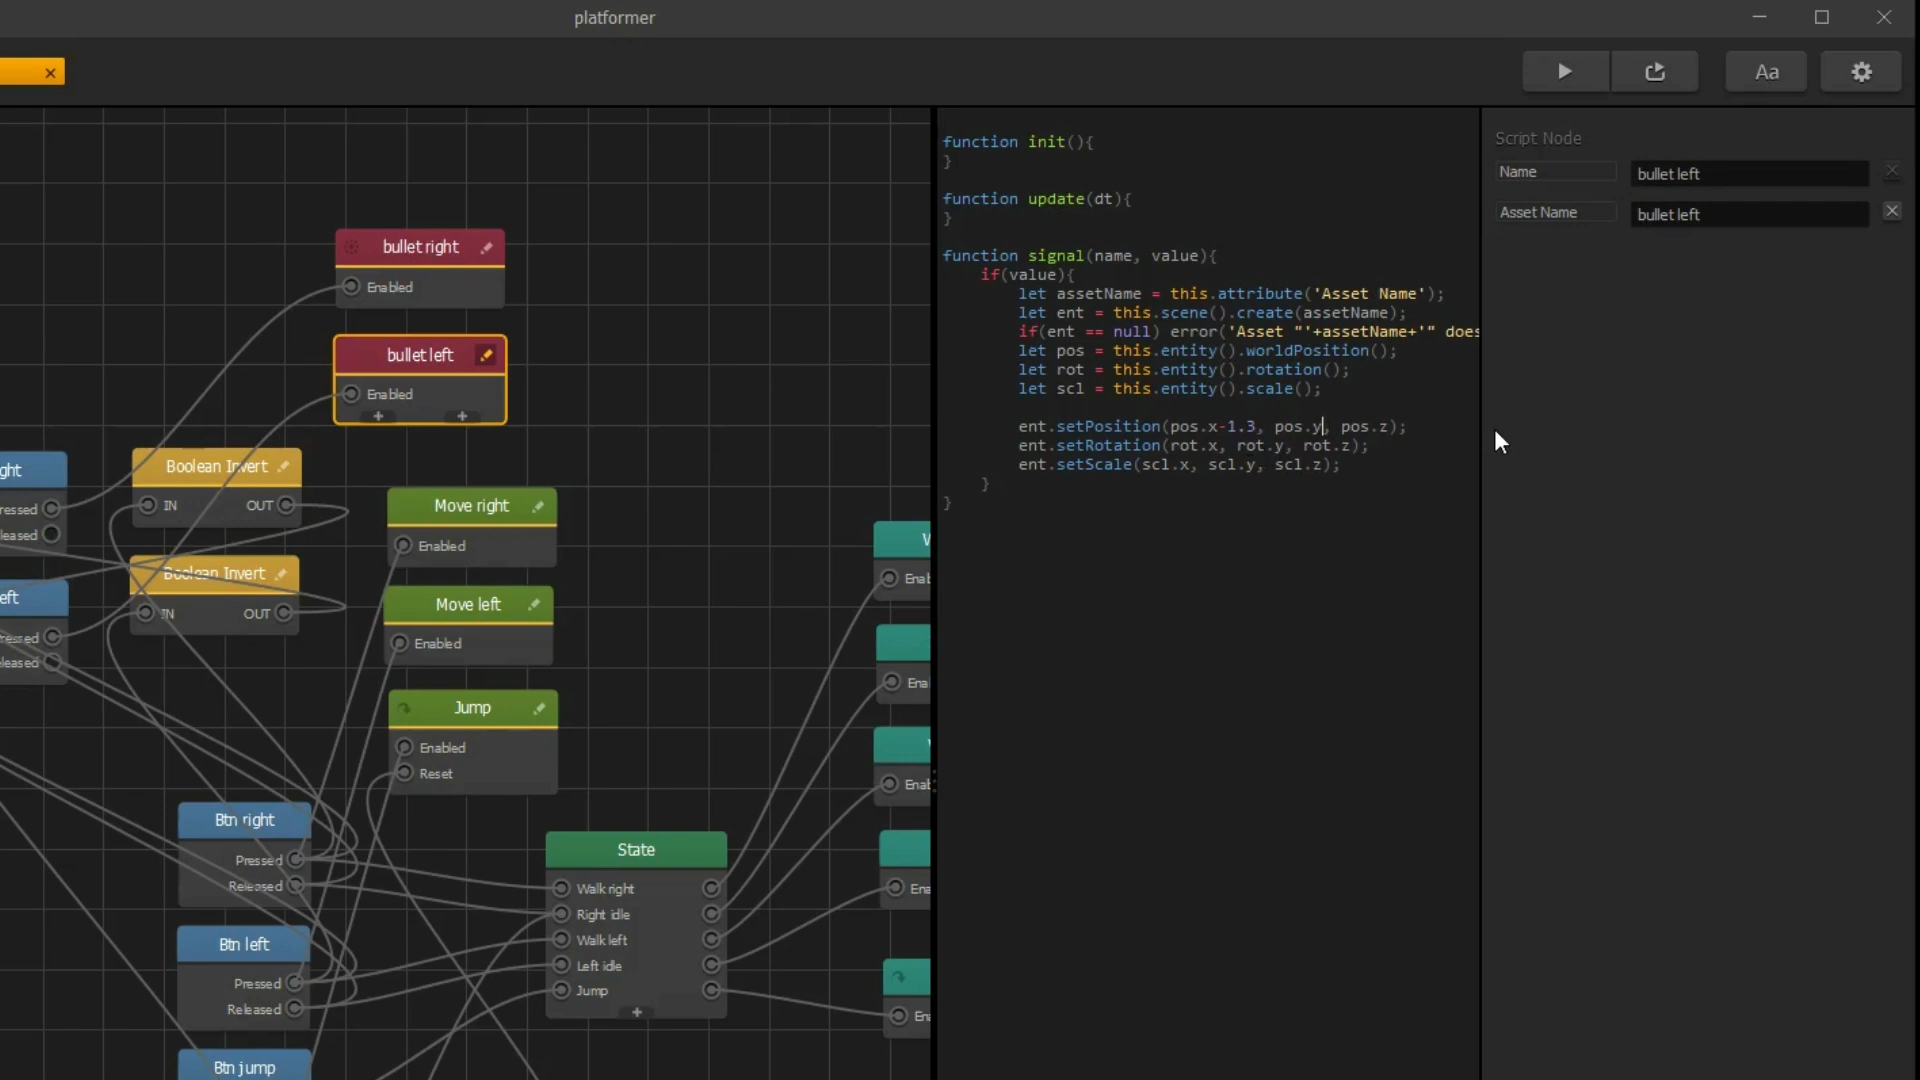 platformer
Aa
bullet right
Enabled
bullet left
Enabled
Boolean Invert
IN OUT
Boolean Invert
IN OUT
Move right
Enabled
Move left
Enabled
Jump
Enabled
Reset
Btn right
Pressed
Released
Btn left
Pressed
Released
Btn jump
State
Walk right
Right idle
Walk left
Left idle
Jump
function init(){
}
function update(dt){
}
function signal(name, value){
if(value){
let assetName = this.attribute('Asset Name');
let ent = this.scene().create(assetName);
if(ent == null) error('Asset "'+assetName+'" does
let pos = this.entity().worldPosition();
let rot = this.entity().rotation();
let scl = this.entity().scale();
ent.setPosition(pos.x-1.3, pos.y, pos.z);
ent.setRotation(rot.x, rot.y, rot.z);
ent.setScale(scl.x, scl.y, scl.z);
}
}
Script Node
Name bullet left
Asset Name bullet left